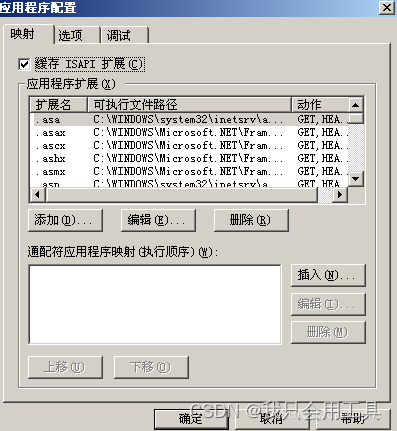 应用程序配置
映射 选项 调试
缓存 ISAPI 扩展(C)
应用程序扩展(X)
扩展名 可执行文件路径 动作
.asa C:\WINDOWS\system32\inetsrv\a... GET,HEA...
.asax C:\WINDOWS\Microsoft.NET\Fram... GET,HEA...
.ascx C:\WINDOWS\Microsoft.NET\Fram... GET,HEA...
.ashx C:\WINDOWS\Microsoft.NET\Fram... GET,HEA...
.asmx C:\WINDOWS\Microsoft.NET\Fram... GET,HEA...
.asp C:\WINDOWS\system32\inetsrv\a... GET,HEA...
添加(D)... 编辑(E)... 删除(R)
通配符应用程序映射(执行顺序)(W):
插入(N)...
编辑(I)...
删除(M)
上移(U) 下移(O)
确定 取消 帮助
CSDN @我只会用工具